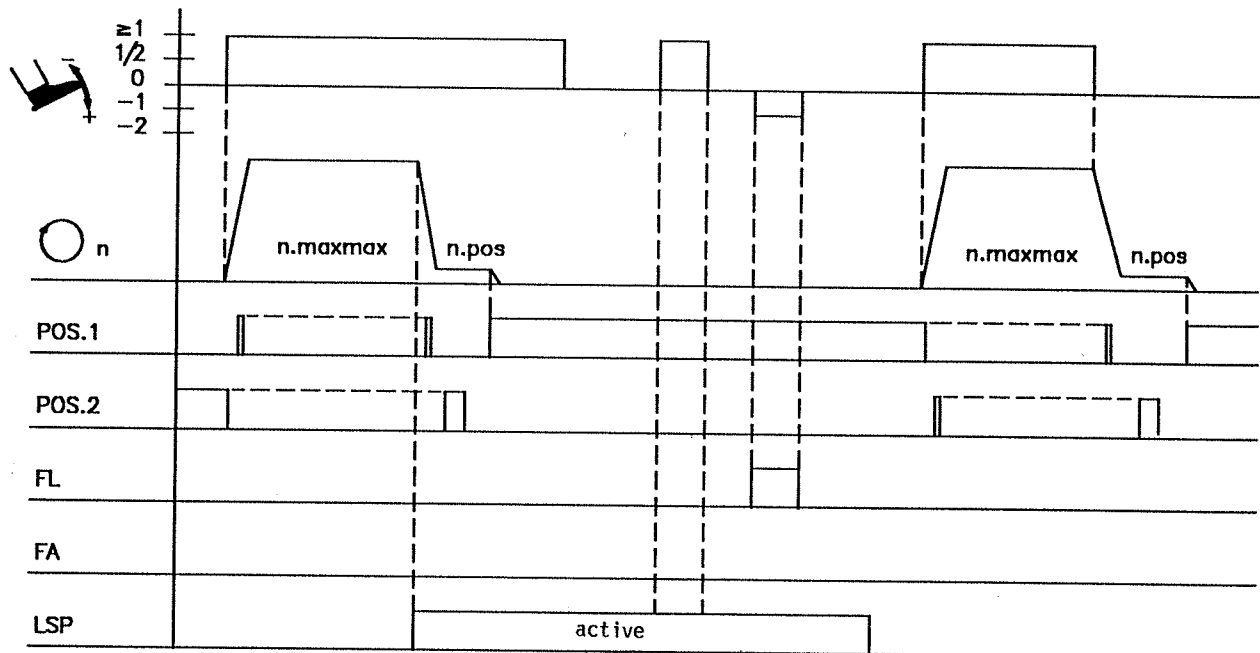 ≥1
1/2
0
-1
-2
-
+
n
n.maxmax
n.pos
n.maxmax
n.pos
POS.1
POS.2
FL
FA
LSP
active